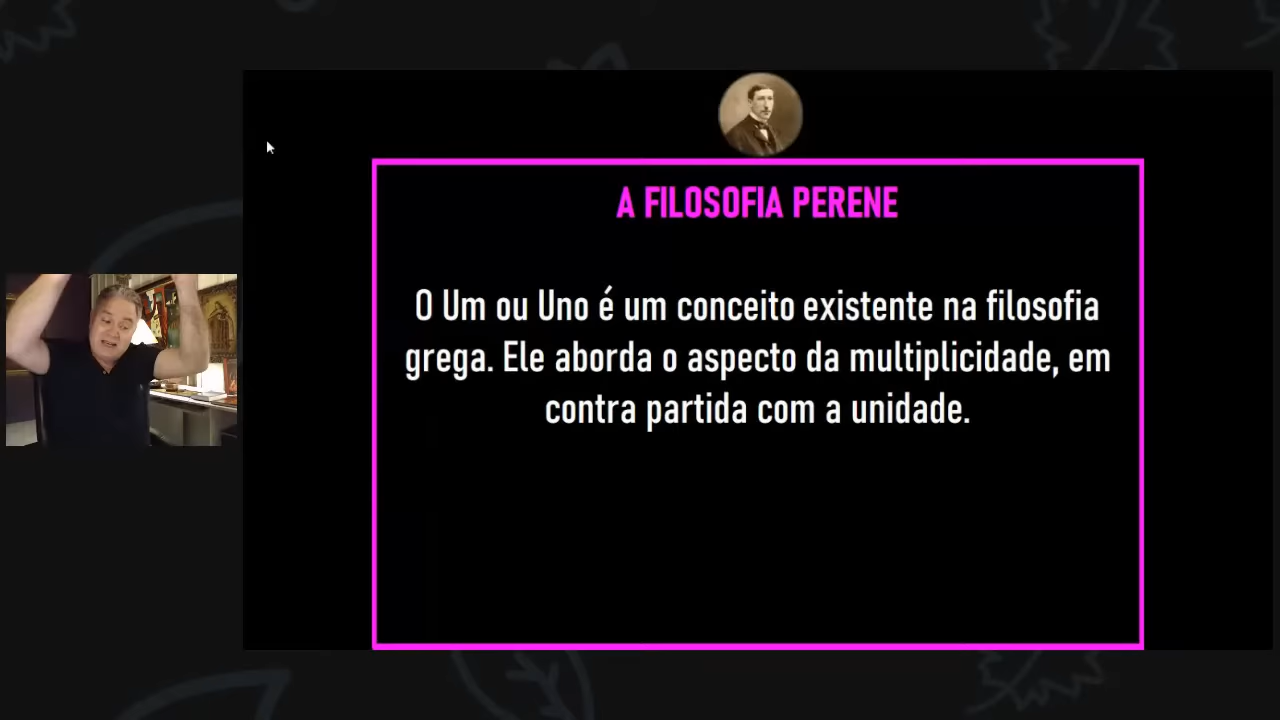 A FILOSOFIA PERENE
O Um ou Uno é um conceito existente na filosofia
grega. Ele aborda o aspecto da multiplicidade, em
contra partida com a unidade.